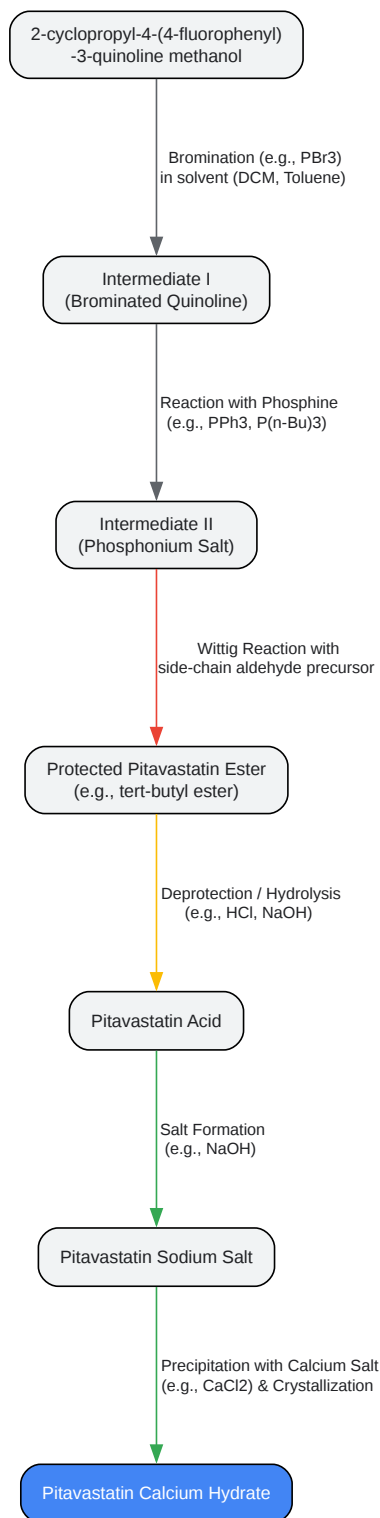 2-cyclopropyl-4-(4-fluorophenyl)
-3-quinoline methanol
Bromination (e.g., PBr3)
in solvent (DCM, Toluene)
Intermediate I
(Brominated Quinoline)
Reaction with Phosphine
(e.g., PPh3, P(n-Bu)3)
Intermediate II
(Phosphonium Salt)
Wittig Reaction with
side-chain aldehyde precursor
Protected Pitavastatin Ester
(e.g., tert-butyl ester)
Deprotection / Hydrolysis
(e.g., HCl, NaOH)
Pitavastatin Acid
Salt Formation
(e.g., NaOH)
Pitavastatin Sodium Salt
Precipitation with Calcium Salt
(e.g., CaCl2) & Crystallization
Pitavastatin Calcium Hydrate